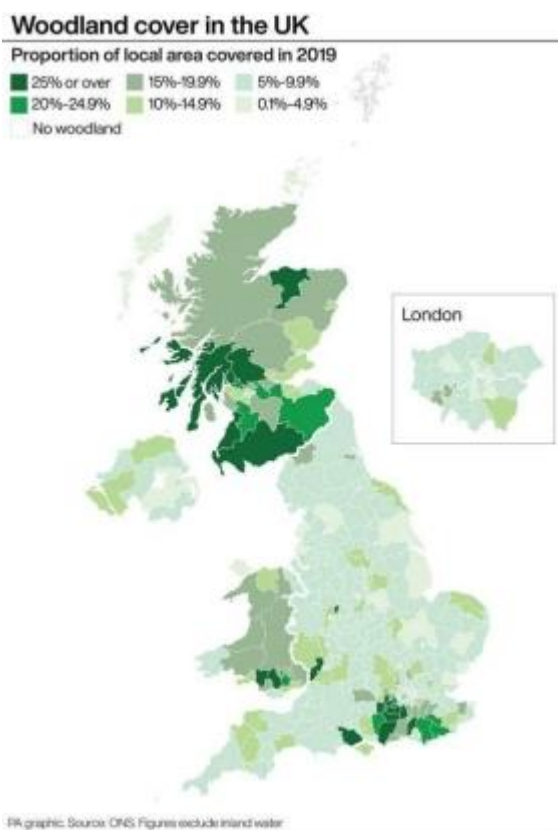 Woodland cover in the UK
Proportion of local area covered in 2019
25% or over 15%-19.9% 5%-9.9%
20%-24.9% 10%-14.9% 0.1%-4.9%
No woodland
London
PA graphic. Source: ONS. Figures exclude inland water